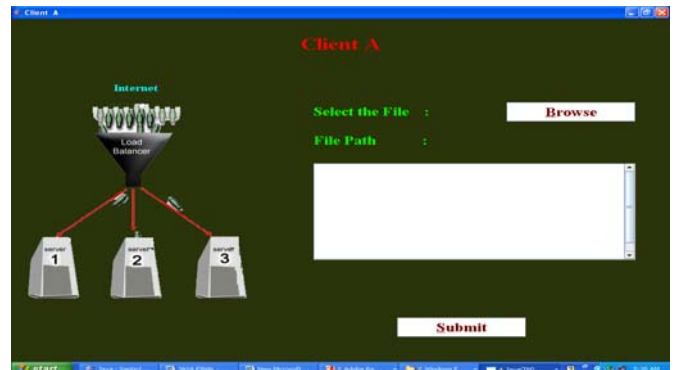 Client A
Client A
Internet
Load
Balancer
server
1
server
2
server
3
Select the File :
Browse
File Path :
Submit
start